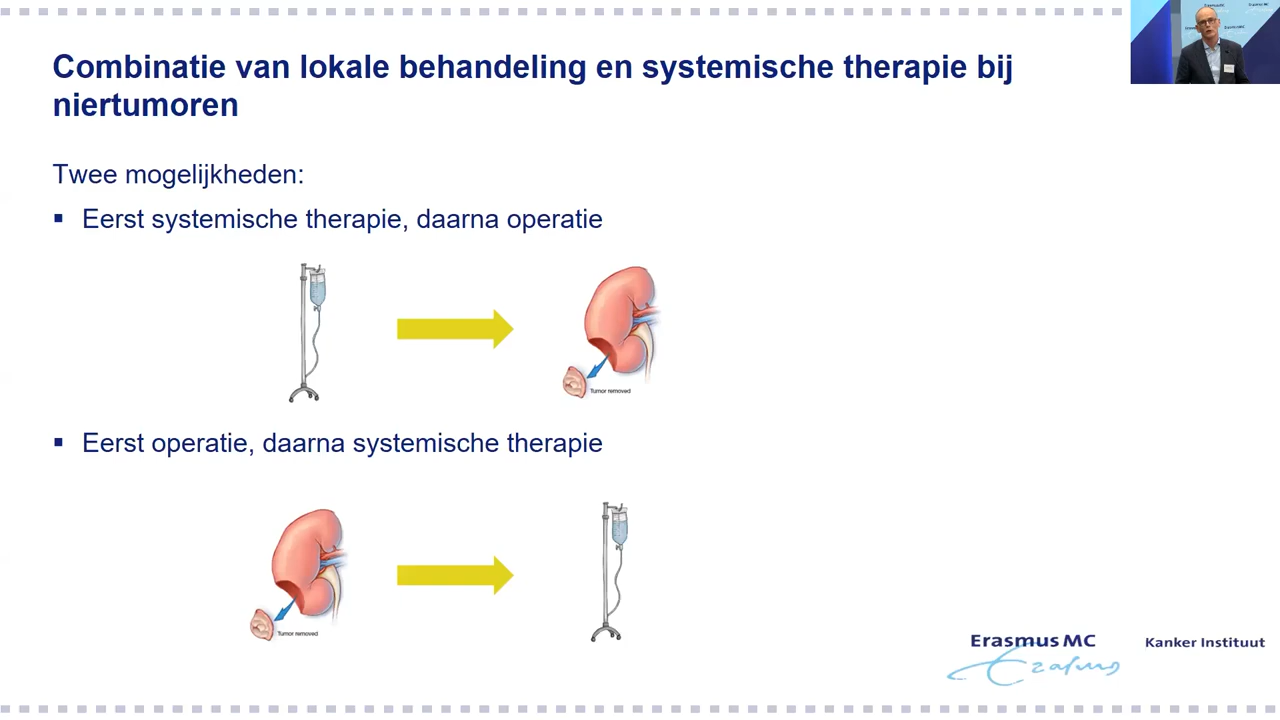 Combinatie van lokale behandeling en systemische therapie bij
niertumoren
Twee mogelijkheden:
▪ Eerst systemische therapie, daarna operatie
Tumor removed
▪ Eerst operatie, daarna systemische therapie
Tumor removed
Erasmus MC
Erasmus
Kanker Instituut